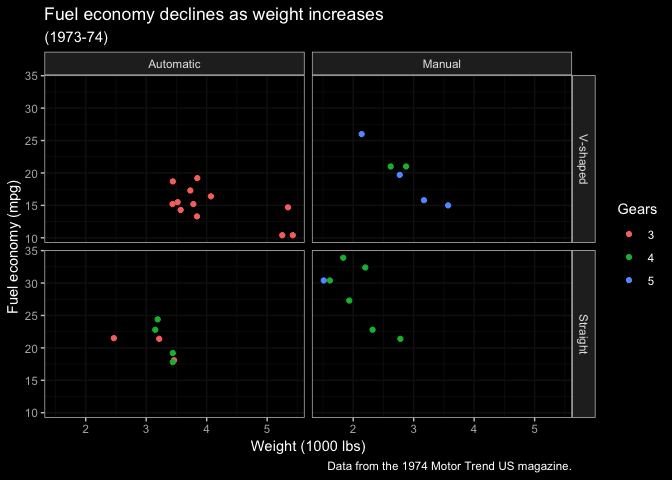 Fuel economy declines as weight increases
(1973-74)
Automatic
Manual
Fuel economy (mpg)
35
30
25
20
15
10
V-shaped
35
30
25
20
15
10
Straight
2
3
4
5
2
3
4
5
Weight (1000 lbs)
Gears
3
4
5
Data from the 1974 Motor Trend US magazine.